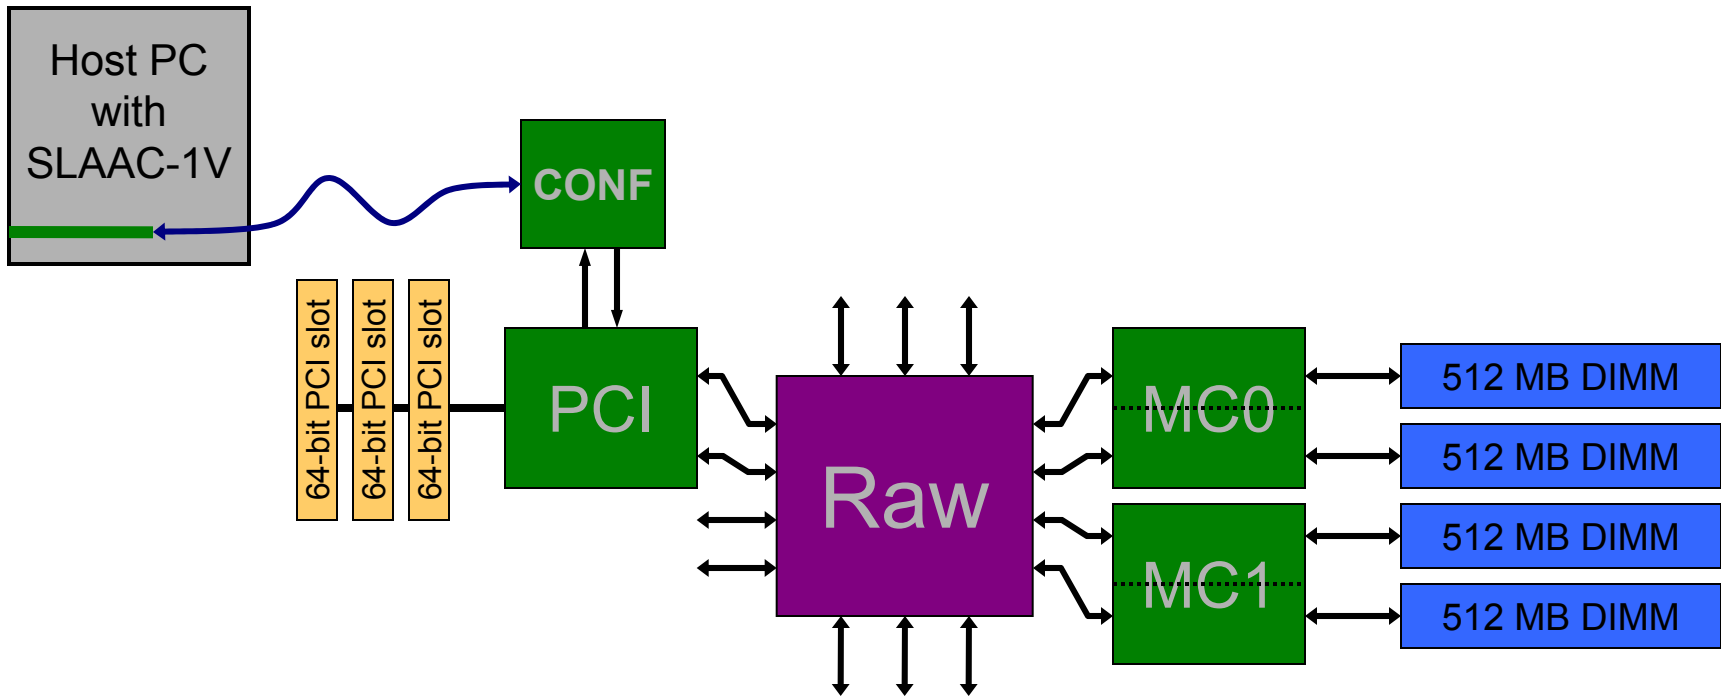 Host PC
with
SLAAC-1V
CONF
64-bit PCI slot
64-bit PCI slot
64-bit PCI slot
PCI
Raw
MC0
MC1
512 MB DIMM
512 MB DIMM
512 MB DIMM
512 MB DIMM